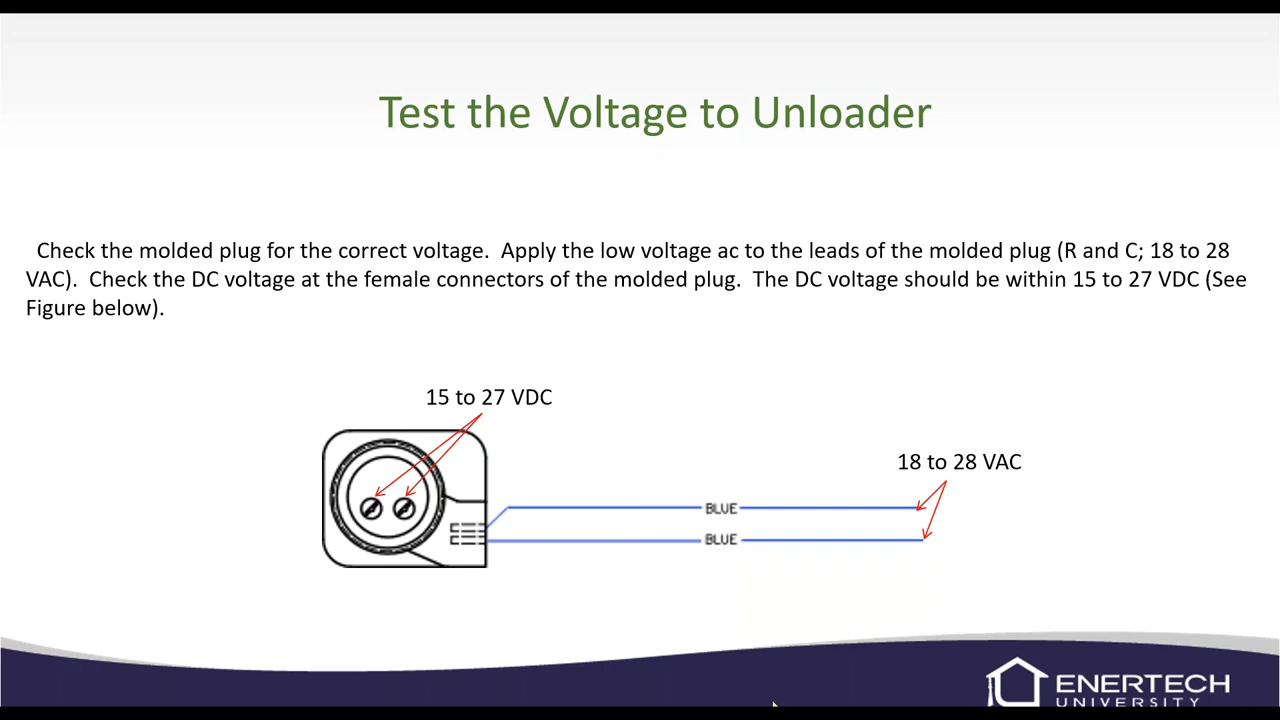 Test the Voltage to Unloader
Check the molded plug for the correct voltage.  Apply the low voltage ac to the leads of the molded plug (R and C; 18 to 28
VAC).  Check the DC voltage at the female connectors of the molded plug.  The DC voltage should be within 15 to 27 VDC (See
Figure below).
15 to 27 VDC
18 to 28 VAC
BLUE
BLUE
ENERTECH
UNIVERSITY